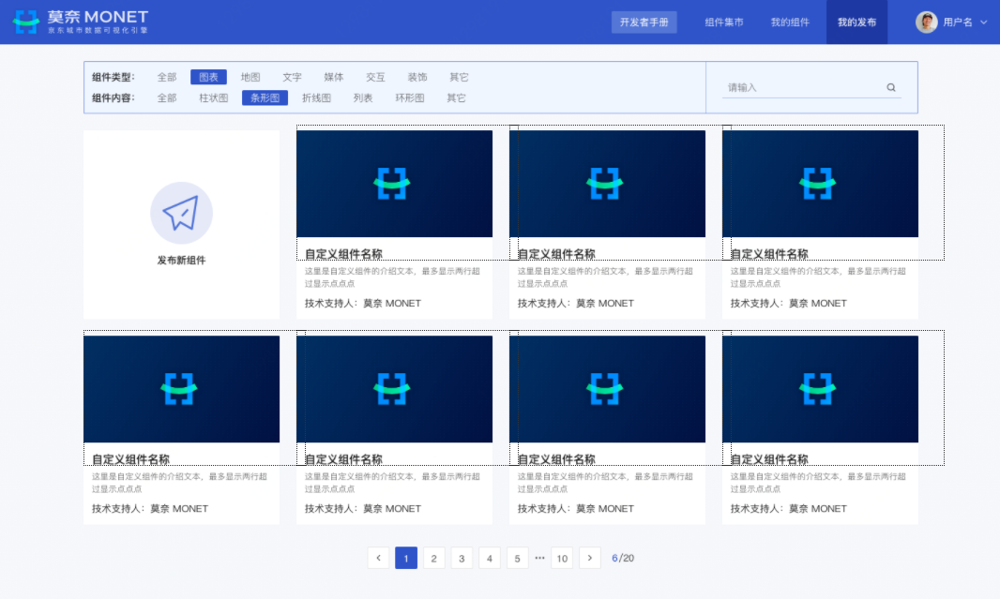 莫奈 MONET
京东城市数据可视化引擎
开发者手册 组件集市 我的组件 我的发布 用户名
组件类型： 全部 图表 地图 文字 媒体 交互 装饰 其它
组件内容： 全部 柱状图 条形图 折线图 列表 环形图 其它
请输入
发布新组件
自定义组件名称
这里是自定义组件的介绍文本，最多显示两行超
过显示点点点
技术支持人：莫奈 MONET
自定义组件名称
这里是自定义组件的介绍文本，最多显示两行超
过显示点点点
技术支持人：莫奈 MONET
自定义组件名称
这里是自定义组件的介绍文本，最多显示两行超
过显示点点点
技术支持人：莫奈 MONET
自定义组件名称
这里是自定义组件的介绍文本，最多显示两行超
过显示点点点
技术支持人：莫奈 MONET
自定义组件名称
这里是自定义组件的介绍文本，最多显示两行超
过显示点点点
技术支持人：莫奈 MONET
自定义组件名称
这里是自定义组件的介绍文本，最多显示两行超
过显示点点点
技术支持人：莫奈 MONET
自定义组件名称
这里是自定义组件的介绍文本，最多显示两行超
过显示点点点
技术支持人：莫奈 MONET
< 1 2 3 4 5 ••• 10 > 6/20